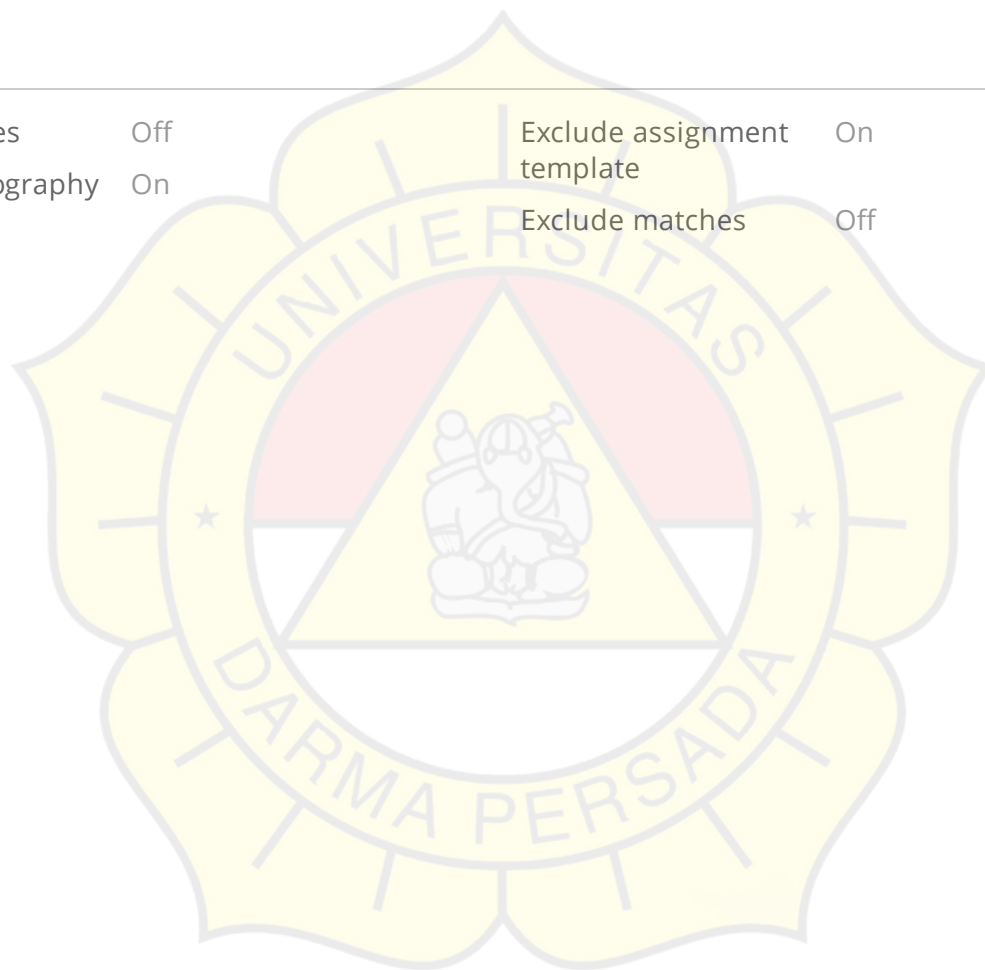 es Off
ography On
Exclude assignment template On
Exclude matches Off
UNIVERSITAS
DARMA PERSADA